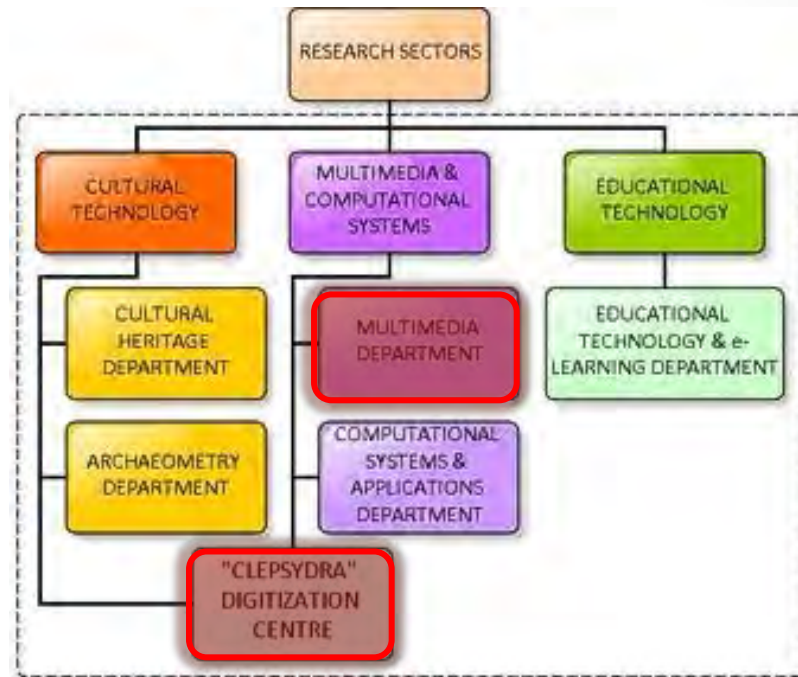 RESEARCH SECTORS
CULTURAL
TECHNOLOGY
MULTIMEDIA &
COMPUTATIONAL
SYSTEMS
EDUCATIONAL
TECHNOLOGY
CULTURAL
HERITAGE
DEPARTMENT
MULTIMEDIA
DEPARTMENT
EDUCATIONAL
TECHNOLOGY & e-
LEARNING DEPARTMENT
ARCHAEOMETRY
DEPARTMENT
COMPUTATIONAL
SYSTEMS &
APPLICATIONS
DEPARTMENT
"CLEPSYDRA"
DIGITIZATION
CENTRE